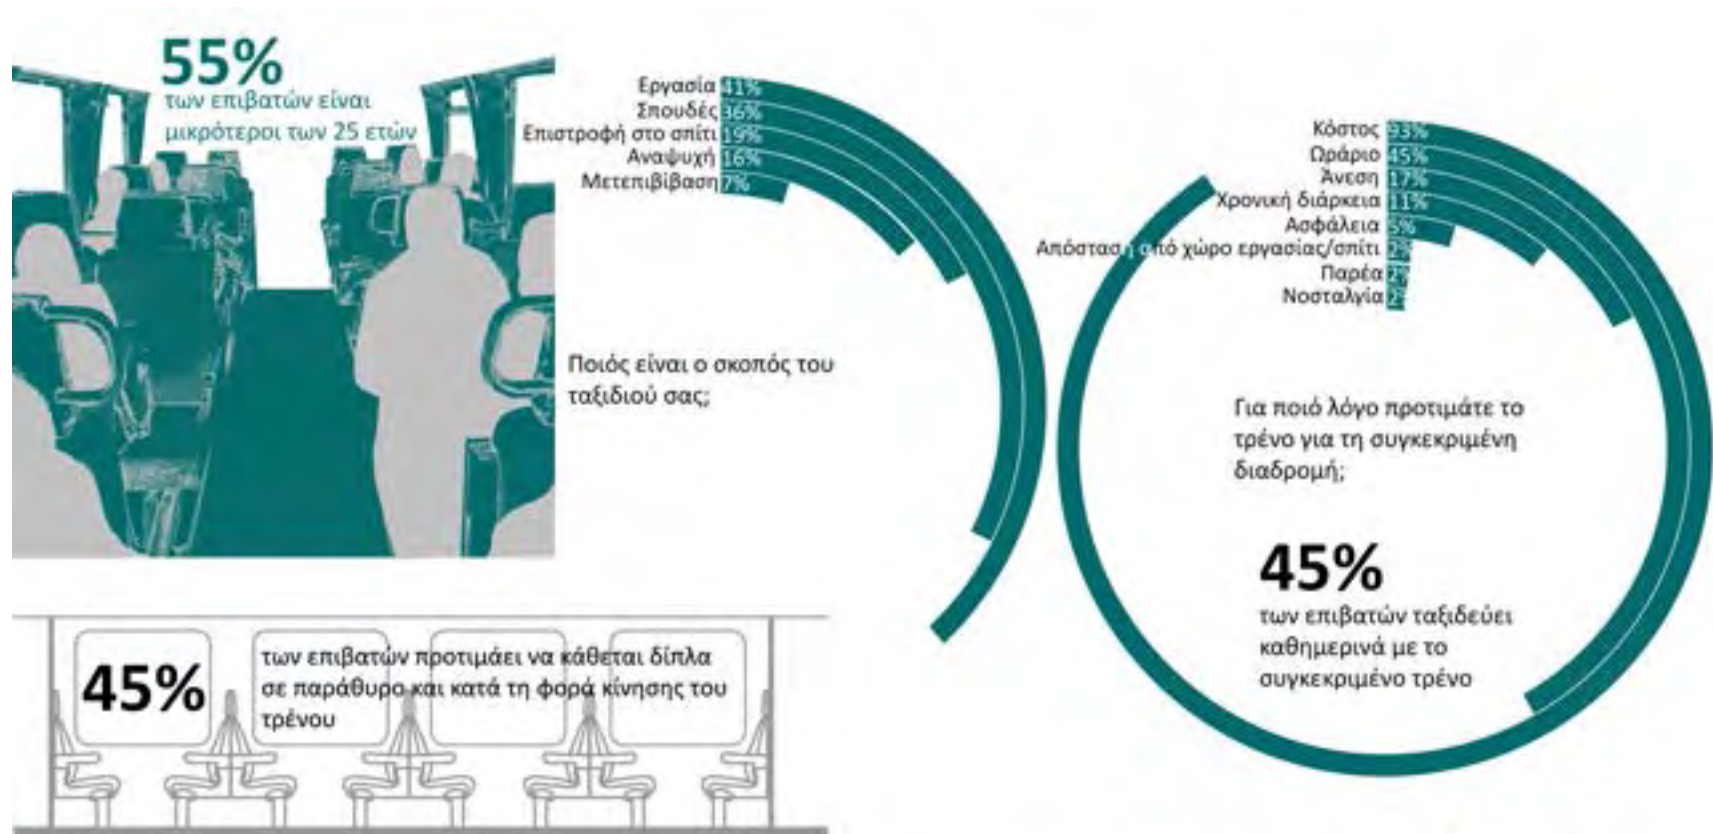 55%
των επιβατών είναι
μικρότεροι των 25 ετών
Εργασία 41%
Σπουδές 36%
Επιστροφή στο σπίτι 19%
Αναψυχή 16%
Μετεπιβίβαση 7%
Ποιός είναι ο σκοπός του
ταξιδιού σας;
Κόστος 93%
Ωράριο 45%
Άνεση 17%
Χρονική διάρκεια 11%
Ασφάλεια 5%
Απόσταση από χώρο εργασίας/σπίτι 2%
Παρέα 2%
Νοσταλγία 2%
Για ποιό λόγο προτιμάτε το
τρένο για τη συγκεκριμένη
διαδρομή;
45%
των επιβατών ταξιδεύει
καθημερινά με το
συγκεκριμένο τρένο
45%
των επιβατών προτιμάει να κάθεται δίπλα
σε παράθυρο και κατά τη φορά κίνησης του
τρένου